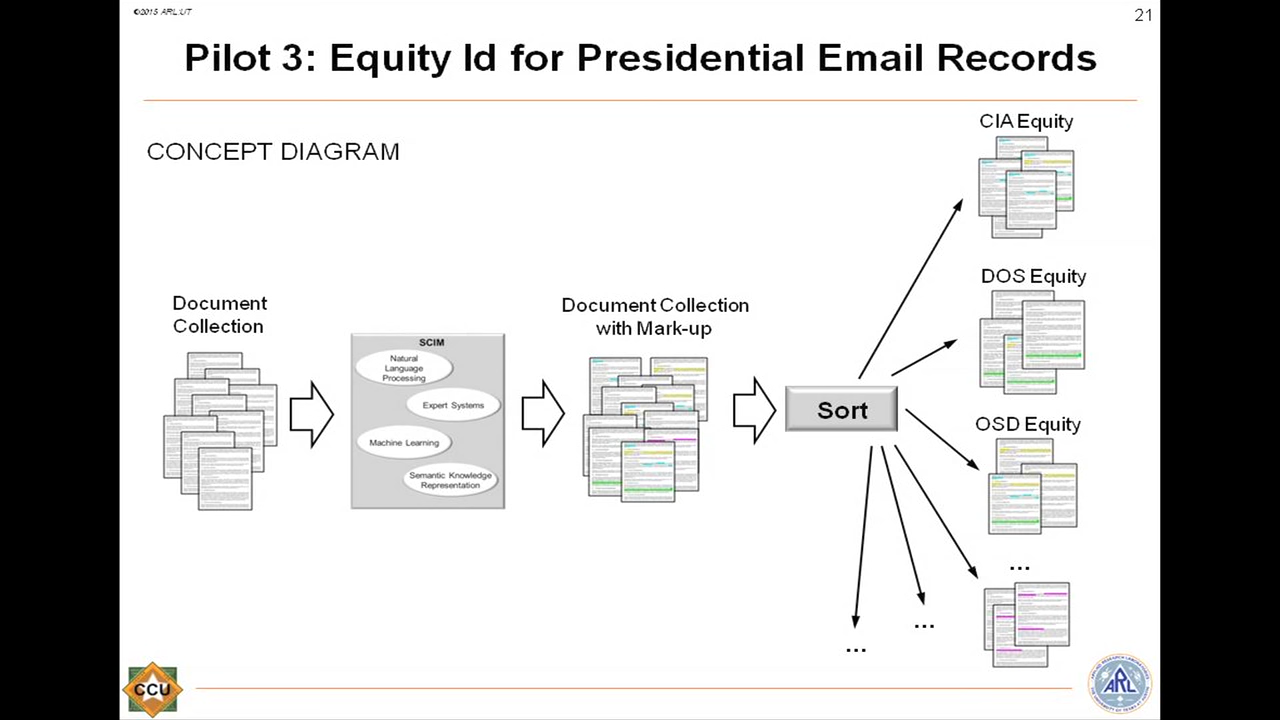 ©2015 ARL:UT
21
Pilot 3: Equity Id for Presidential Email Records
CONCEPT DIAGRAM
CIA Equity
DOS Equity
OSD Equity
...
...
...
Document
Collection
SCIM
Natural
Language
Processing
Expert Systems
Machine Learning
Semantic Knowledge
Representation
Document Collection
with Mark-up
Sort
CCU
ARL